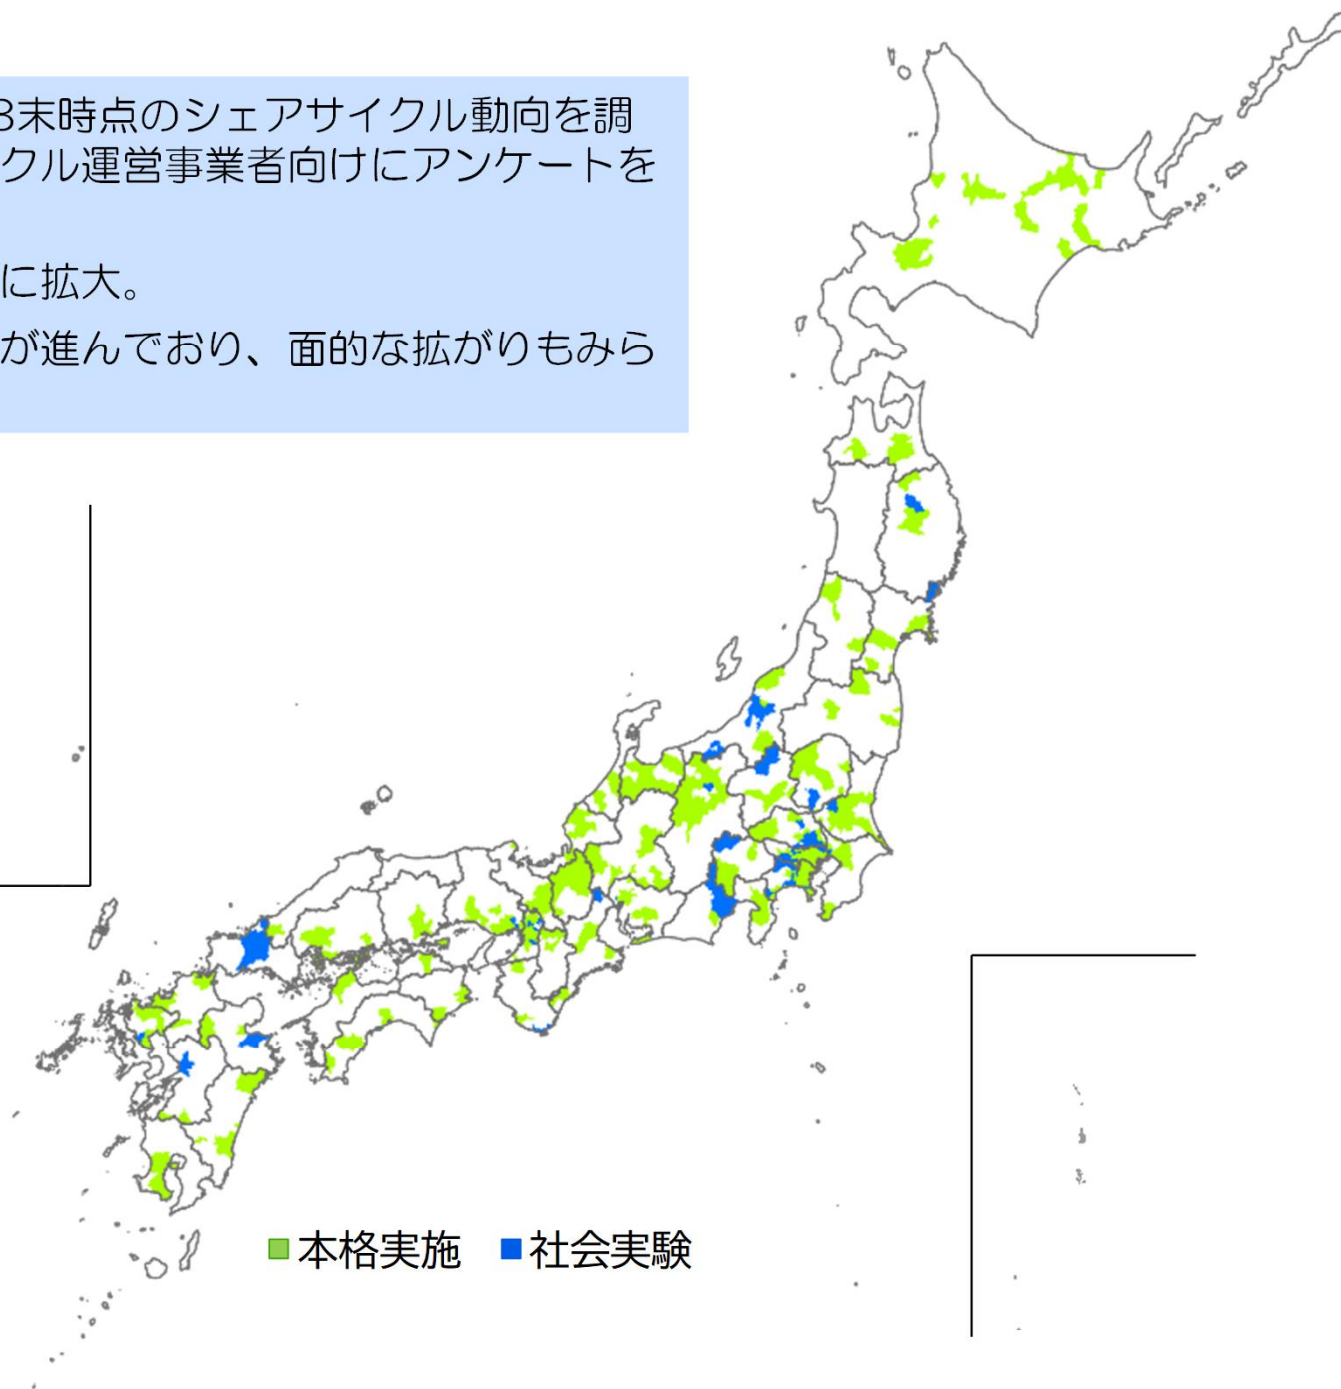 3末時点のシェアサイクル動向を調
クル運営事業者向けにアンケートを
に拡大。
が進んでおり、面的な拡がりもみら
本格実施 社会実験